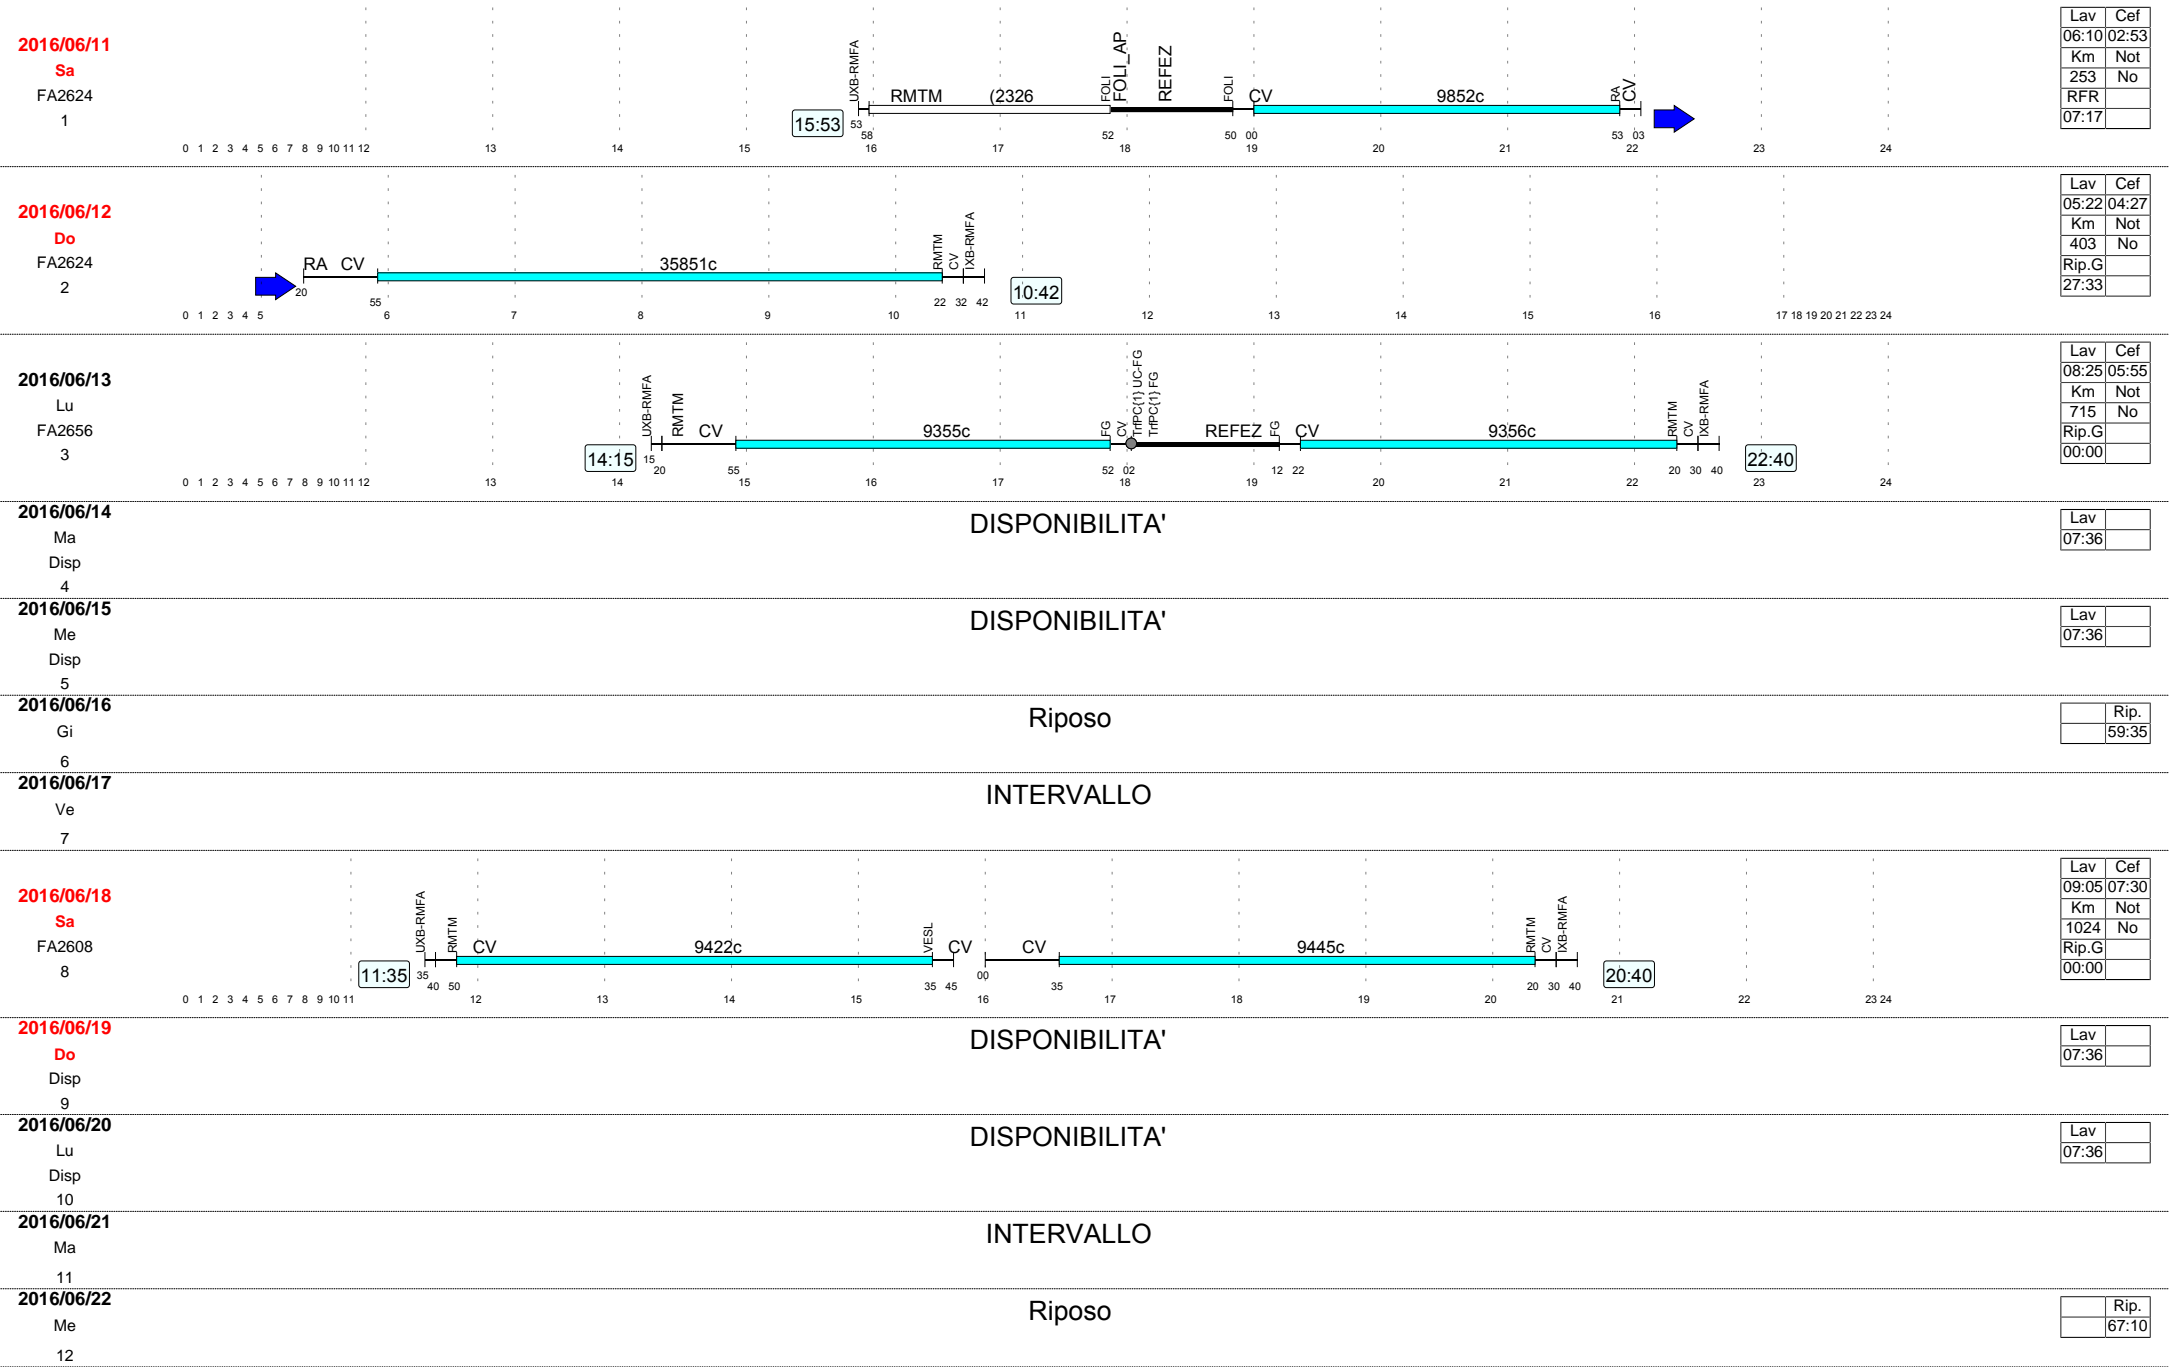 2016/06/11
Sa
FA2624
1
15:53
UXB-RMFA
RMTM (2326
FOLI
FOLI_AP
REFEZ
FOLI
CV
9852c
RA
CV
53 58 52 50 00 53 03
0 1 2 3 4 5 6 7 8 9 10 11 12 13 14 15 16 17 18 19 20 21 22 23 24
Lav Cef
06:10 02:53
Km Not
253 No
RFR
07:17
2016/06/12
Do
FA2624
2
RA CV
35851c
RMTM
CV
IXB-RMFA
10:42
20 55 22 32 42
0 1 2 3 4 5 6 7 8 9 10 11 12 13 14 15 16 17 18 19 20 21 22 23 24
Lav Cef
05:22 04:27
Km Not
403 No
Rip.G
27:33
2016/06/13
Lu
FA2656
3
14:15
UXB-RMFA
RMTM
CV
9355c
FG
CV
TrfPC{1} UC-FG
TrfPC{1} FG
REFEZ
FG
CV
9356c
RMTM
CV
IXB-RMFA
22:40
15 20 55 52 02 12 22 20 30 40
0 1 2 3 4 5 6 7 8 9 10 11 12 13 14 15 16 17 18 19 20 21 22 23 24
Lav Cef
08:25 05:55
Km Not
715 No
Rip.G
00:00
2016/06/14
Ma
Disp
4
DISPONIBILITA'
Lav
07:36
2016/06/15
Me
Disp
5
DISPONIBILITA'
Lav
07:36
2016/06/16
Gi
6
Riposo
Rip.
59:35
2016/06/17
Ve
7
INTERVALLO
2016/06/18
Sa
FA2608
8
11:35
UXB-RMFA
RMTM
CV
9422c
VESL
CV
CV
9445c
RMTM
CV
IXB-RMFA
20:40
35 40 50 35 45 00 35 20 30 40
0 1 2 3 4 5 6 7 8 9 10 11 12 13 14 15 16 17 18 19 20 21 22 23 24
Lav Cef
09:05 07:30
Km Not
1024 No
Rip.G
00:00
2016/06/19
Do
Disp
9
DISPONIBILITA'
Lav
07:36
2016/06/20
Lu
Disp
10
DISPONIBILITA'
Lav
07:36
2016/06/21
Ma
11
INTERVALLO
2016/06/22
Me
12
Riposo
Rip.
67:10